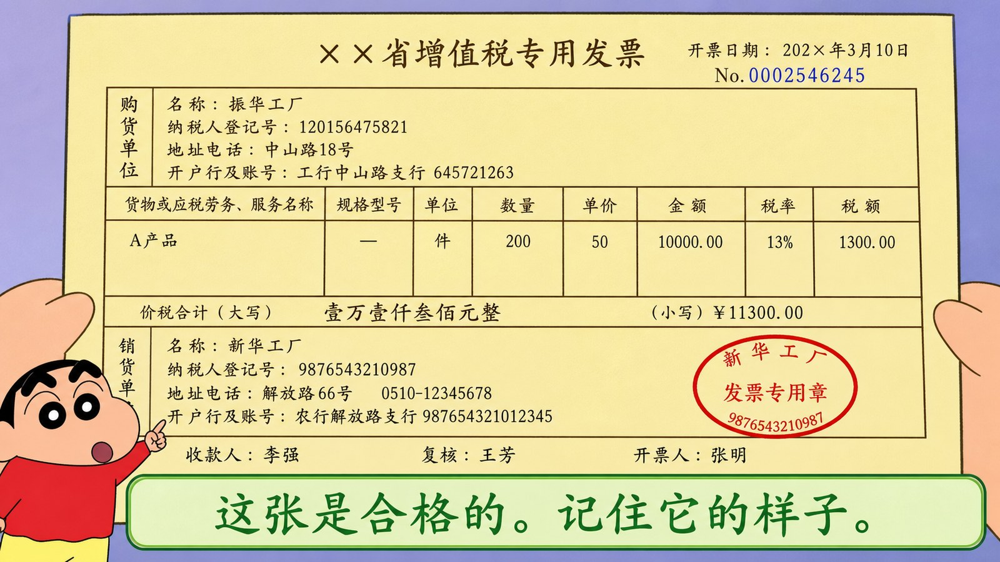 ××省增值税专用发票
开票日期：202×年3月10日
No.0002546245
购货单位
名称：振华工厂
纳税人登记号：120156475821
地址电话：中山路18号
开户行及账号：工行中山路支行 645721263
货物或应税劳务、服务名称 规格型号 单位 数量 单价 金额 税率 税额
A产品 — 件 200 50 10000.00 13% 1300.00
价税合计（大写） 壹万壹仟叁佰元整 （小写）¥11300.00
销货单
名称：新华工厂
纳税人登记号：9876543210987
地址电话：解放路66号 0510-12345678
开户行及账号：农行解放路支行 987654321012345
新华工厂
发票专用章
9876543210987
收款人：李强 复核：王芳 开票人：张明
这张是合格的。记住它的样子。